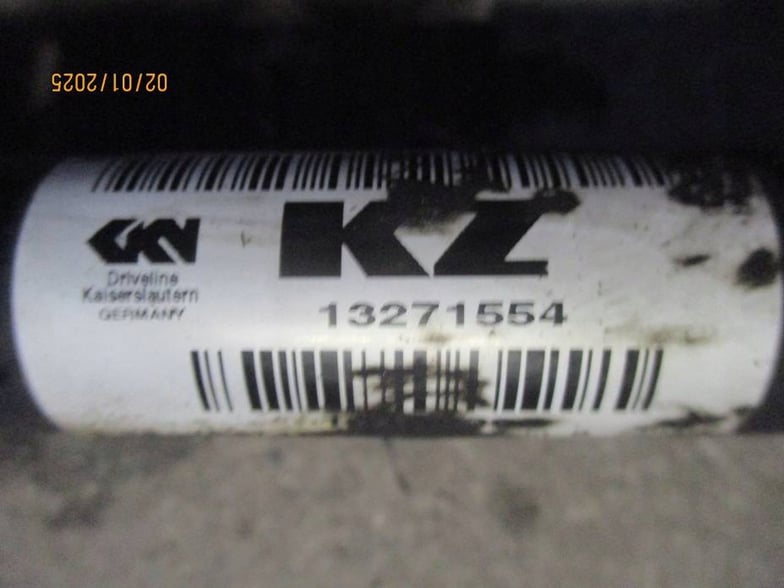 02/01/2025
KZ
GKN
Driveline
Kaiserslautern
GERMANY
13271554